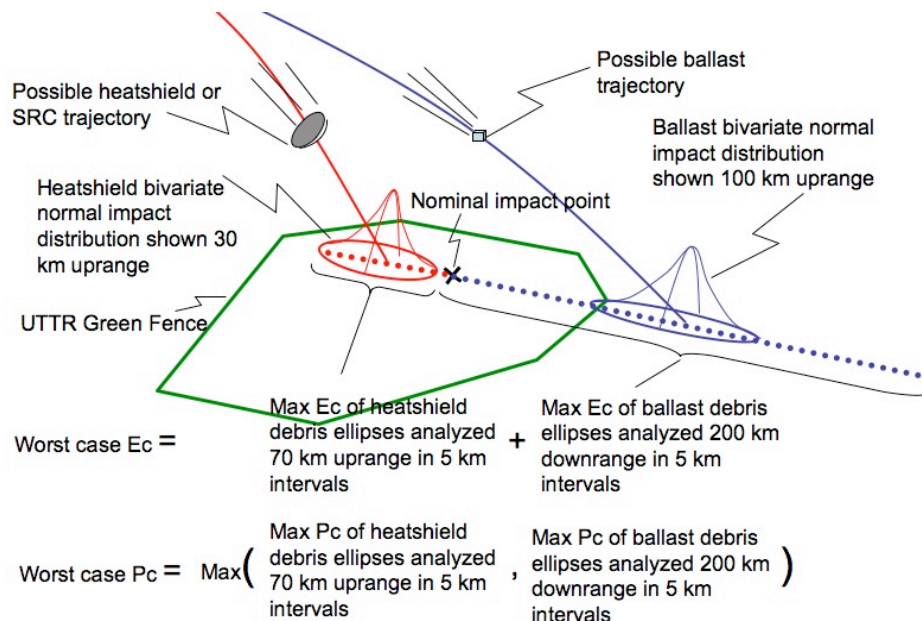 Possible heatshield or
SRC trajectory
Possible ballast
trajectory
Ballast bivariate normal
impact distribution
shown 100 km uprange
Heatshield bivariate
normal impact
distribution shown 30
km uprange
Nominal impact point
UTTR Green Fence
Worst case Ec =
Max Ec of heatshield
debris ellipses analyzed
70 km uprange in 5 km
intervals
+
Max Ec of ballast debris
ellipses analyzed 200 km
downrange in 5 km
intervals
Worst case Pc = Max(
Max Pc of heatshield
debris ellipses analyzed
70 km uprange in 5 km
intervals
,
Max Pc of ballast debris
ellipses analyzed 200 km
downrange in 5 km
intervals
)